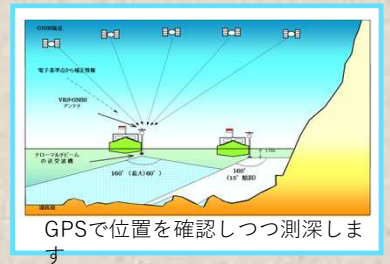 GNSS衛星
電子基準点から補正情報
VRS-GNSS
アンテナ
ナローマルチビーム
の送受波機
160°(最大160°)
160°
(15°傾斜)
GPSで位置を確認しつつ測深しま
す